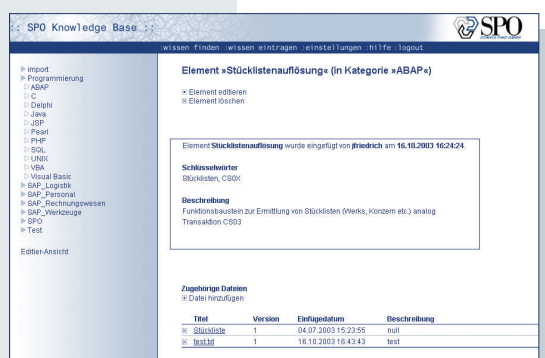 :: SPO Knowledge Base ::
SPO
:wissen finden :wissen eintragen :einstellungen :hilfe :logout
import
Programmierung
ABAP
C
Delphi
Java
JSP
Pearl
PHP
SQL
UNIX
VBA
Visual Basic
SAP_Logistik
SAP_Personal
SAP_Rechnungswesen
SAP_Werkzeuge
SPO
Test
Editier-Ansicht
Element »Stücklistenauflösung« (in Kategorie »ABAP«)
Element editieren
Element löschen
Element Stücklistenauflösung wurde eingefügt von jfriedrich am 16.10.2003 16:24:24
Schlüsselwörter
Stücklisten, CS0X
Beschreibung
Funktionsbaustein zur Ermittlung von Stücklisten (Werks, Konzern etc.) analog
Transaktion CS03
Zugehörige Dateien
Datei hinzufügen
Titel Version Einfügedatum Beschreibung
Stückliste 1 04.07.2003 15:23:55 null
test.txt 1 16.10.2003 16:43:43 test